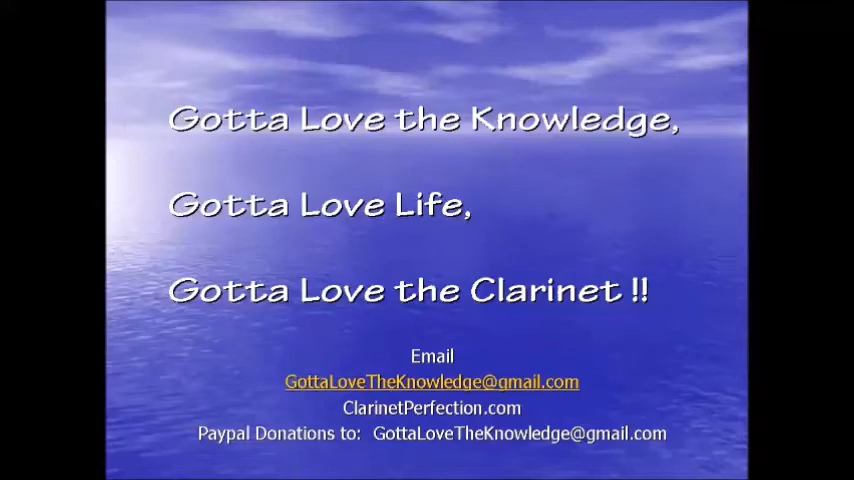 Gotta Love the Knowledge,
Gotta Love Life,
Gotta Love the Clarinet !!
Email
GottaLoveTheKnowledge@gmail.com
ClarinetPerfection.com
Paypal Donations to: GottaLoveTheKnowledge@gmail.com